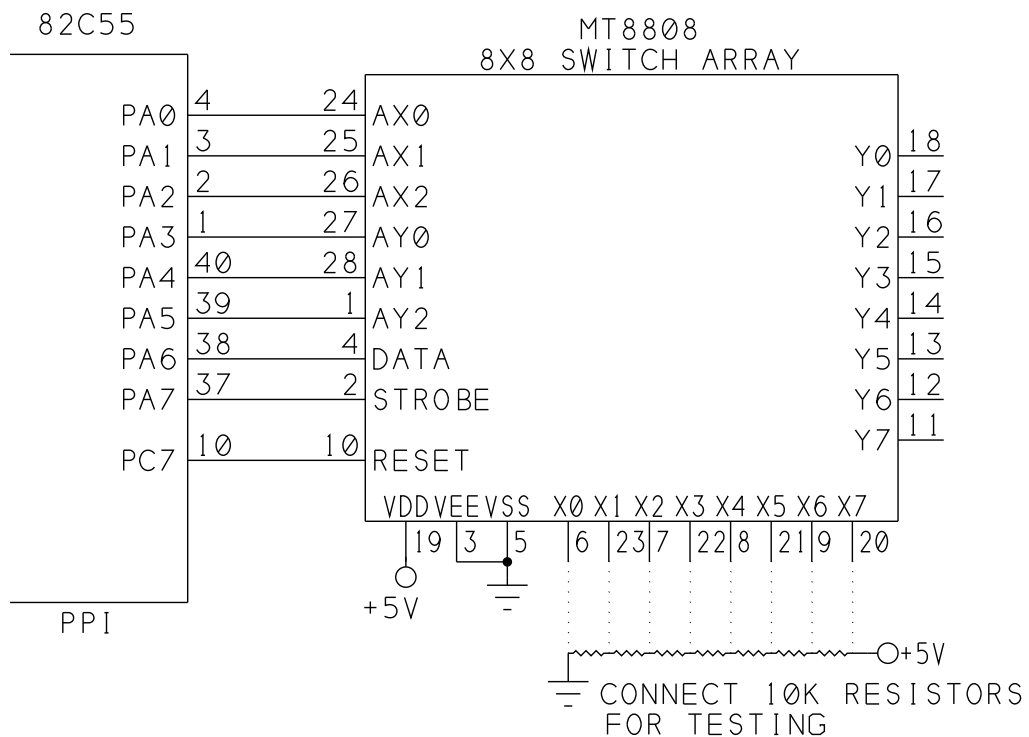 82C55
MT8808
8X8 SWITCH ARRAY
PA0 4 24 AX0
PA1 3 25 AX1
PA2 2 26 AX2
PA3 1 27 AY0
PA4 40 28 AY1
PA5 39 1 AY2
PA6 38 4 DATA
PA7 37 2 STROBE
PC7 10 10 RESET
Y0 18
Y1 17
Y2 16
Y3 15
Y4 14
Y5 13
Y6 12
Y7 11
VDD VEE VSS X0 X1 X2 X3 X4 X5 X6 X7
19 3 5 6 23 7 22 8 21 9 20
+5V
PPI
+5V
CONNECT 10K RESISTORS
FOR TESTING